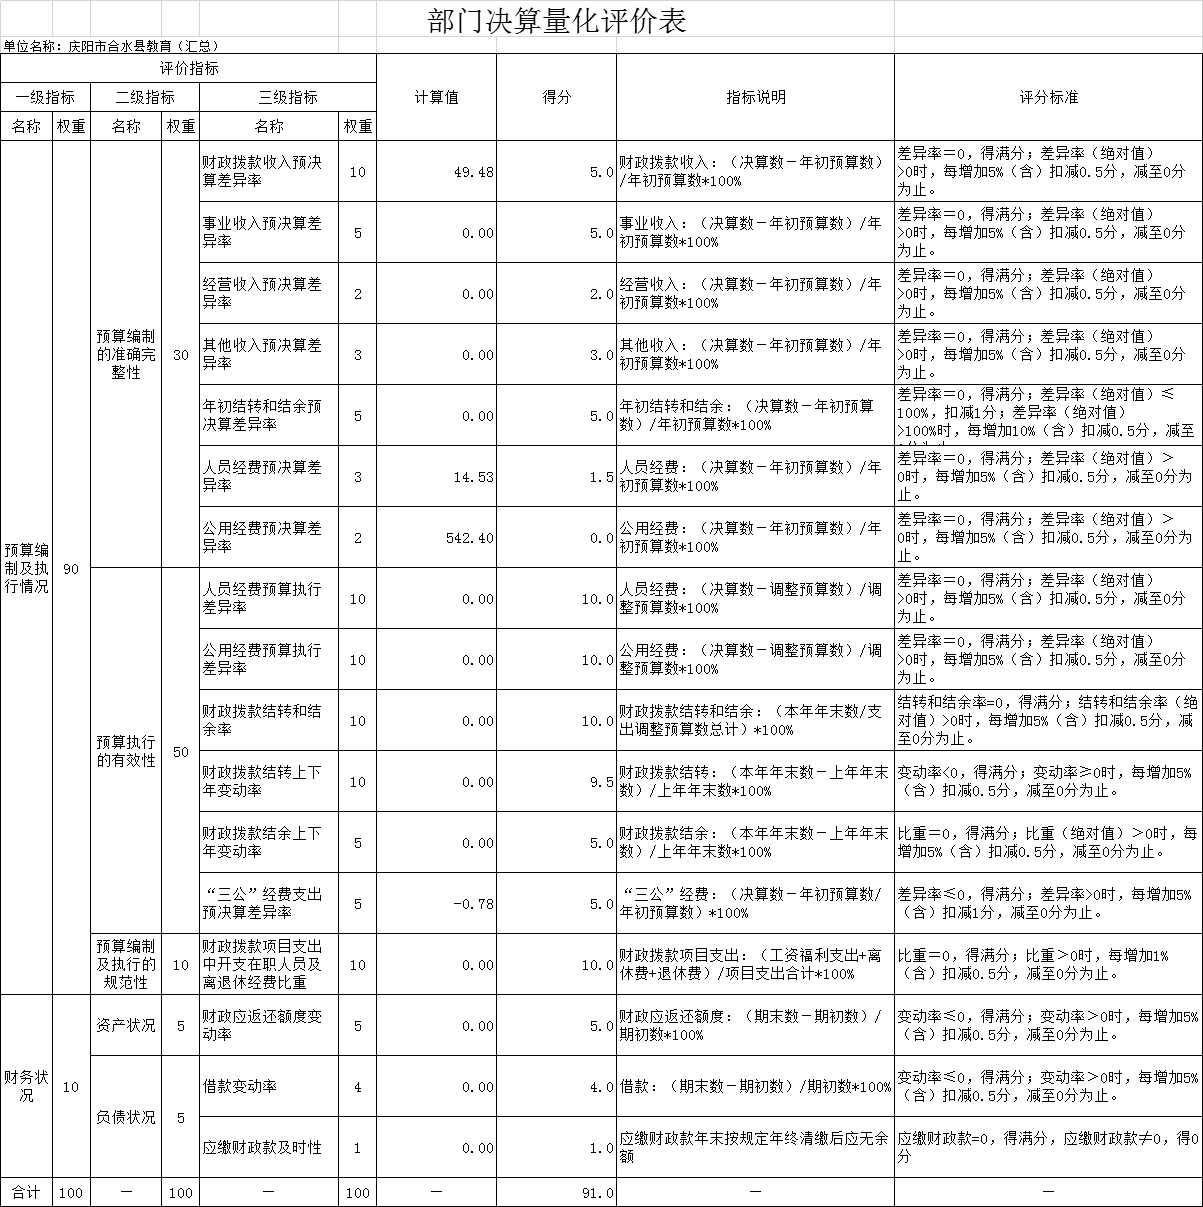 部门决算量化评价表
单位名称：庆阳市合水县教育（汇总）
评价指标
计算值
得分
指标说明
评分标准
一级指标
二级指标
三级指标
名称
权重
名称
权重
名称
权重
预算编
制及执
行情况
90
预算编制
的准确完
整性
30
财政拨款收入预决
算差异率
10
49.48
5.0
财政拨款收入：（决算数－年初预算数）
/年初预算数*100%
差异率＝0，得满分；差异率（绝对值）
>0时，每增加5%（含）扣减0.5分，减至0分
为止。
事业收入预决算差
异率
5
0.00
5.0
事业收入：（决算数－年初预算数）/年
初预算数*100%
差异率＝0，得满分；差异率（绝对值）
>0时，每增加5%（含）扣减0.5分，减至0分
为止。
经营收入预决算差
异率
2
0.00
2.0
经营收入：（决算数－年初预算数）/年
初预算数*100%
差异率＝0，得满分；差异率（绝对值）
>0时，每增加5%（含）扣减0.5分，减至0分
为止。
其他收入预决算差
异率
3
0.00
3.0
其他收入：（决算数－年初预算数）/年
初预算数*100%
差异率＝0，得满分；差异率（绝对值）
>0时，每增加5%（含）扣减0.5分，减至0分
为止。
年初结转和结余预
决算差异率
5
0.00
5.0
年初结转和结余：（决算数－年初预算
数）/年初预算数*100%
差异率＝0，得满分；差异率（绝对值）≤
100%，扣减1分；差异率（绝对值）
>100%时，每增加10%（含）扣减0.5分，减至
人员经费预决算差
异率
3
14.53
1.5
人员经费：（决算数－年初预算数）/年
初预算数*100%
差异率＝0，得满分；差异率（绝对值）＞
0时，每增加5%（含）扣减0.5分，减至0分为
止。
公用经费预决算差
异率
2
542.40
0.0
公用经费：（决算数－年初预算数）/年
初预算数*100%
差异率＝0，得满分；差异率（绝对值）＞
0时，每增加5%（含）扣减0.5分，减至0分为
止。
预算执行
的有效性
50
人员经费预算执行
差异率
10
0.00
10.0
人员经费：（决算数－调整预算数）/调
整预算数*100%
差异率＝0，得满分；差异率（绝对值）
>0时，每增加5%（含）扣减0.5分，减至0分
为止。
公用经费预算执行
差异率
10
0.00
10.0
公用经费：（决算数－调整预算数）/调
整预算数*100%
差异率＝0，得满分；差异率（绝对值）
>0时，每增加5%（含）扣减0.5分，减至0分
为止。
财政拨款结转和结
余率
10
0.00
10.0
财政拨款结转和结余：（本年年末数/支
出调整预算数总计）*100%
结转和结余率=0，得满分；结转和结余率（绝
对值）>0时，每增加5%（含）扣减0.5分，减
至0分为止。
财政拨款结转上下
年变动率
10
0.00
9.5
财政拨款结转：（本年年末数－上年年末
数）/上年年末数*100%
变动率<0，得满分；变动率≥0时，每增加5%
（含）扣减0.5分，减至0分为止。
财政拨款结余上下
年变动率
5
0.00
5.0
财政拨款结余：（本年年末数－上年年末
数）/上年年末数*100%
比重＝0，得满分；比重（绝对值）＞0时，每
增加5%（含）扣减0.5分，减至0分为止。
“三公”经费支出
预决算差异率
5
-0.78
5.0
“三公”经费：（决算数－年初预算数/
年初预算数）*100%
差异率≤0，得满分；差异率>0时，每增加5%
（含）扣减1分，减至0分为止。
预算编制
及执行的
规范性
10
财政拨款项目支出
中开支在职人员及
离退休经费比重
10
0.00
10.0
财政拨款项目支出：（工资福利支出+离
休费+退休费）/项目支出合计*100%
比重＝0，得满分；比重＞0时，每增加1%
（含）扣减0.5分，减至0分为止。
财务状
况
10
资产状况
5
财政应返还额度变
动率
5
0.00
5.0
财政应返还额度：（期末数－期初数）/
期初数*100%
变动率≤0，得满分；变动率＞0时，每增加5%
（含）扣减0.5分，减至0分为止。
负债状况
5
借款变动率
4
0.00
4.0
借款：（期末数－期初数）/期初数*100%
变动率≤0，得满分；变动率＞0时，每增加5%
（含）扣减0.5分，减至0分为止。
应缴财政款及时性
1
0.00
1.0
应缴财政款年末按规定年终清缴后应无余
额
应缴财政款=0，得满分，应缴财政款≠0，得0
分
合计
100
－
100
－
100
－
91.0
－
－